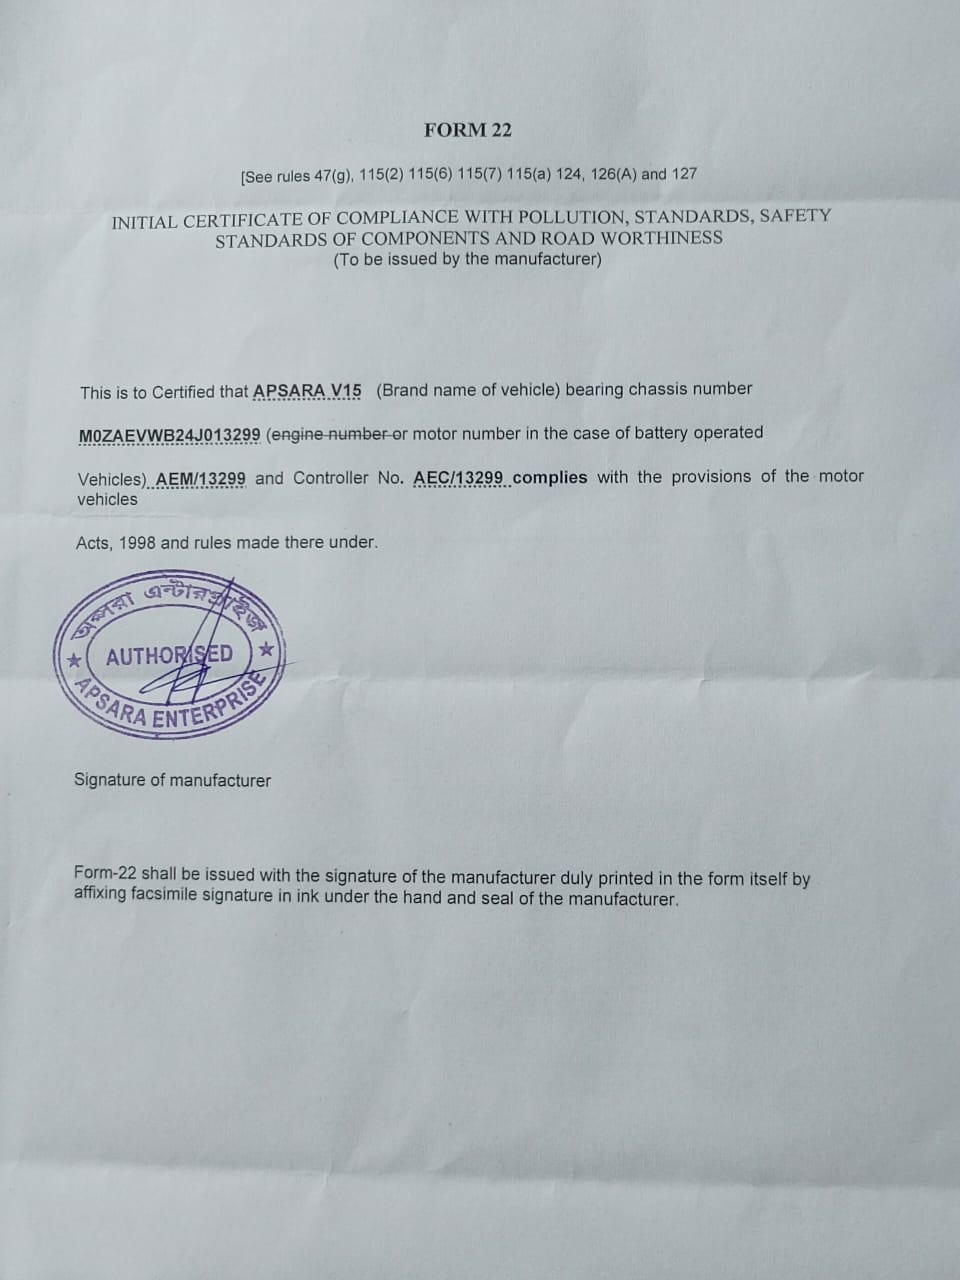 FORM 22
[See rules 47(g), 115(2) 115(6) 115(7) 115(a) 124, 126(A) and 127
INITIAL CERTIFICATE OF COMPLIANCE WITH POLLUTION, STANDARDS, SAFETY
STANDARDS OF COMPONENTS AND ROAD WORTHINESS
(To be issued by the manufacturer)
This is to Certified that APSARA V15 (Brand name of vehicle) bearing chassis number
M0ZAEVWB24J013299 (engine number or motor number in the case of battery operated
Vehicles) AEM/13299 and Controller No. AEC/13299 complies with the provisions of the motor
vehicles
Acts, 1998 and rules made there under.
অপ্সরা এন্টারপ্রাইজ
AUTHORISED
APSARA ENTERPRISE
Signature of manufacturer
Form-22 shall be issued with the signature of the manufacturer duly printed in the form itself by
affixing facsimile signature in ink under the hand and seal of the manufacturer.